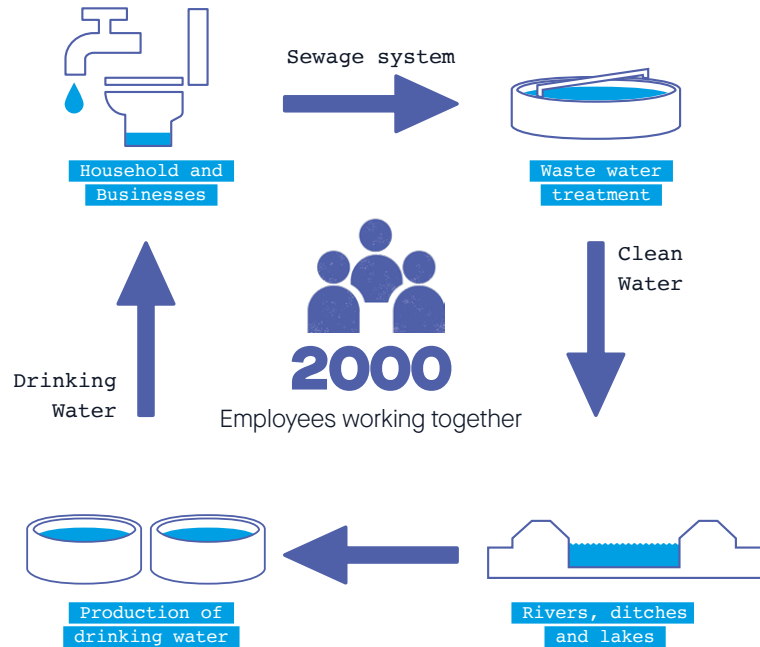 Sewage system
Household and
Businesses
Waste water
treatment
Clean
Water
2000
Employees working together
Drinking
Water
Production of
drinking water
Rivers, ditches
and lakes